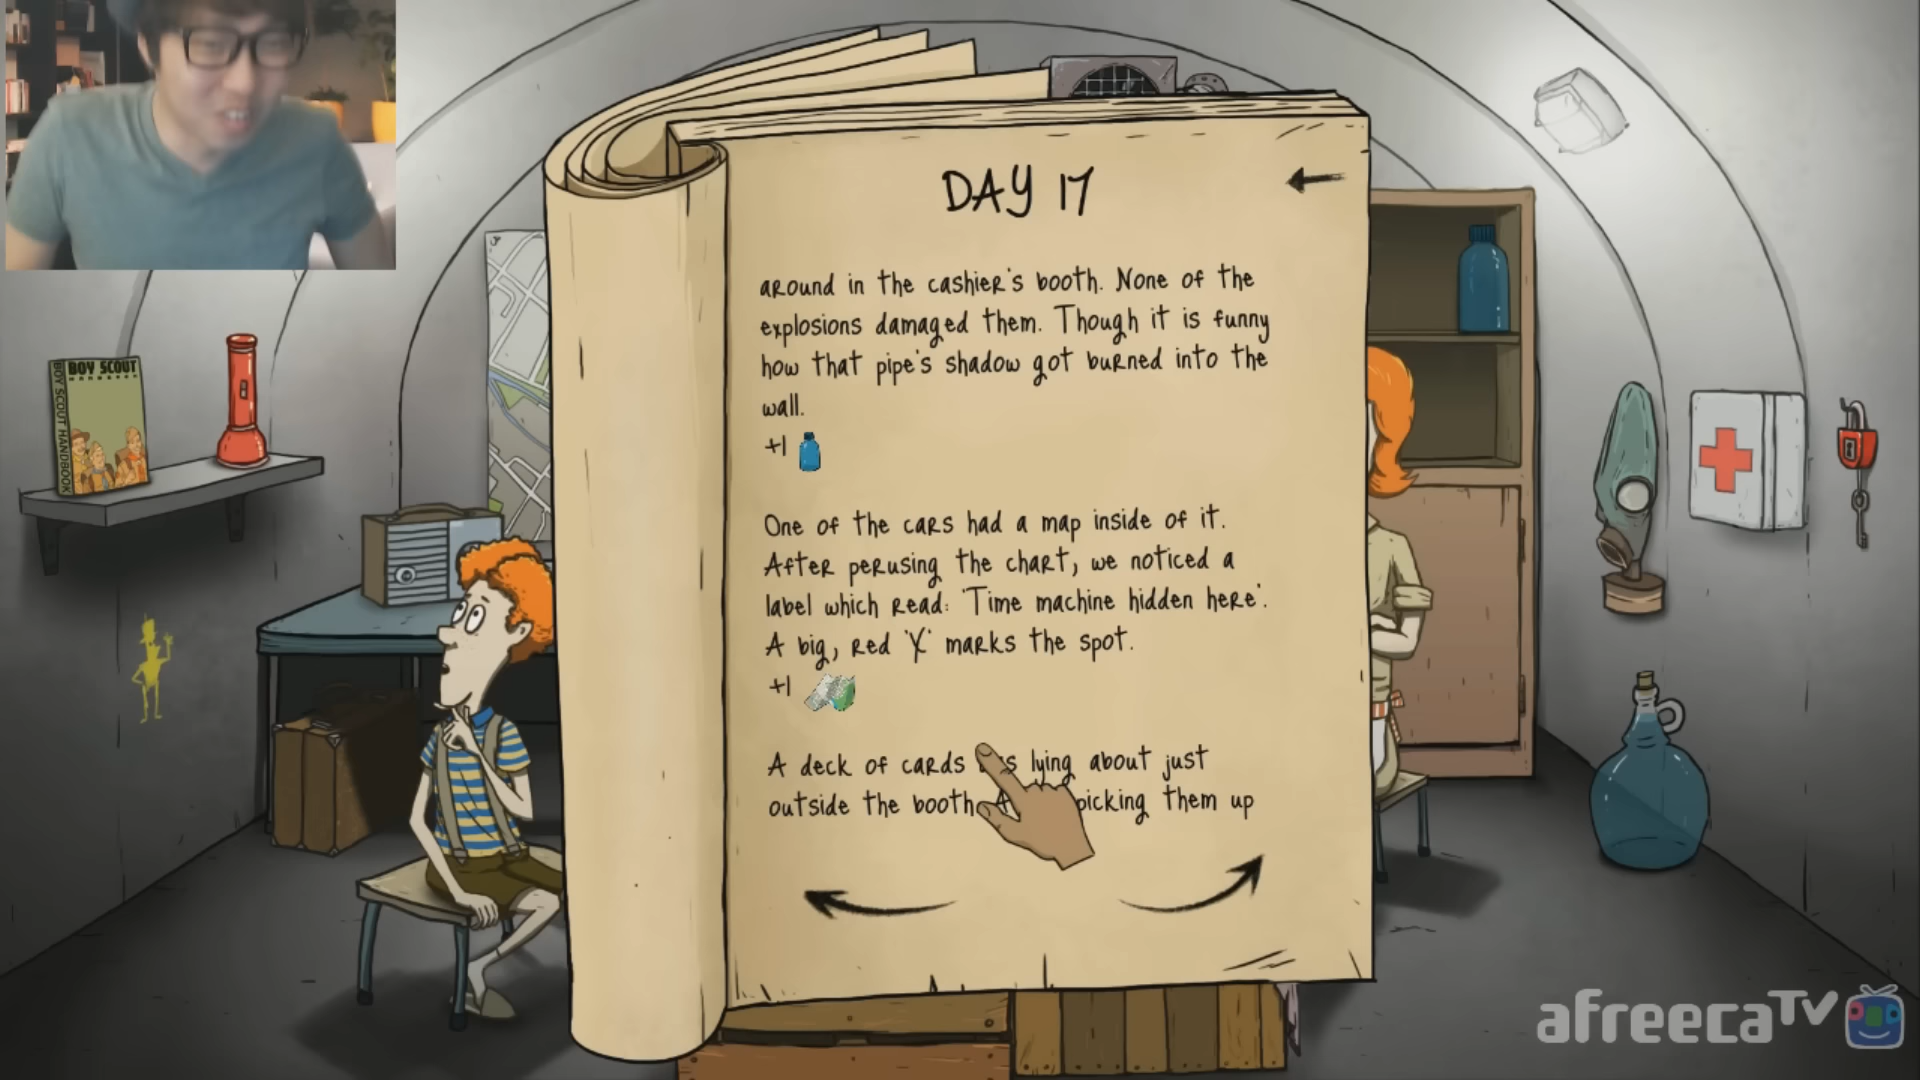 DAY 17
around in the cashier's booth. None of the
explosions damaged them. Though it is funny
how that pipe's shadow got burned into the
wall.
+1
One of the cars had a map inside of it.
After perusing the chart, we noticed a
label which read: 'Time machine hidden here'.
A big, red 'X' marks the spot.
+1
A deck of cards lying about just
outside the booth. picking them up
BOY SCOUT
HANDBOOK
BOY SCOUT HANDBOOK
afreecaTV